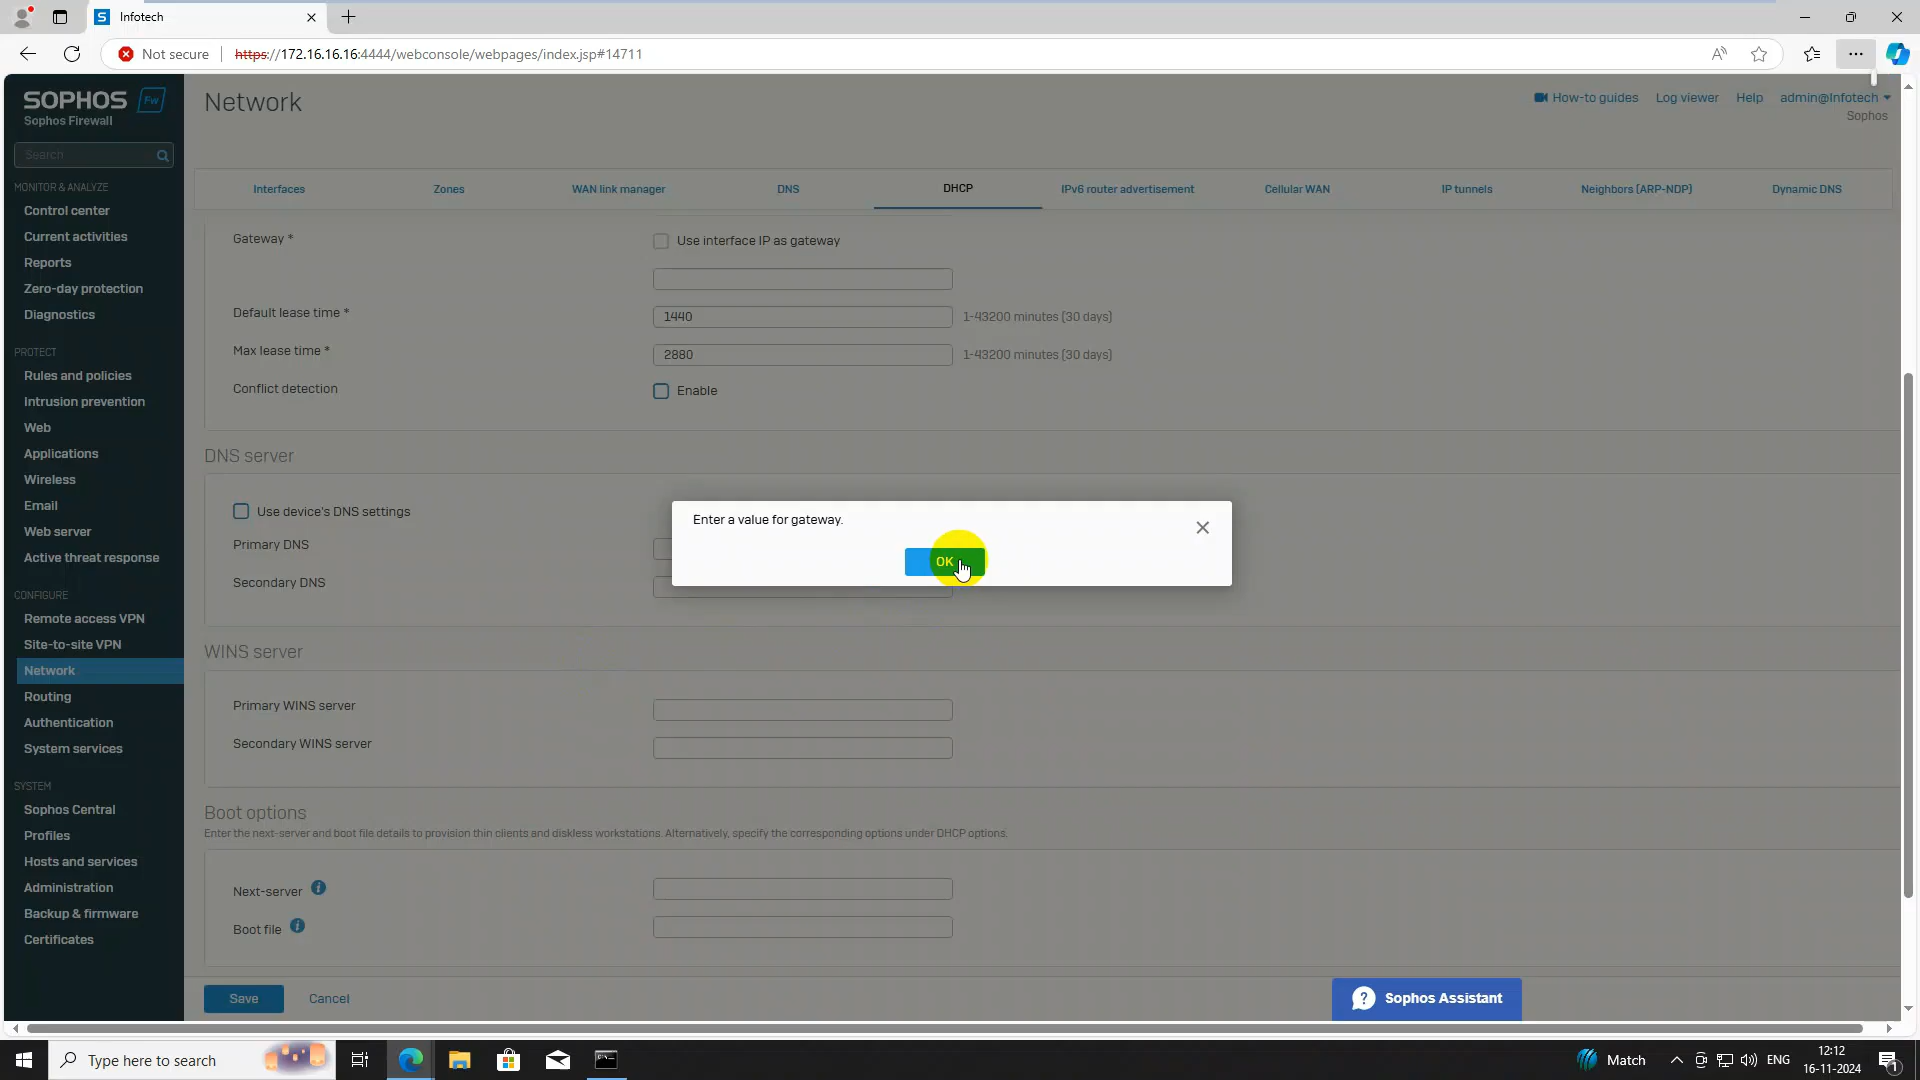 Infotech
Not secure
https://172.16.16.16:4444/webconsole/webpages/index.jsp#14711
SOPHOS Fw
Sophos Firewall
Search
MONITOR & ANALYZE
Control center
Current activities
Reports
Zero-day protection
Diagnostics
PROTECT
Rules and policies
Intrusion prevention
Web
Applications
Wireless
Email
Web server
Active threat response
CONFIGURE
Remote access VPN
Site-to-site VPN
Network
Routing
Authentication
System services
SYSTEM
Sophos Central
Profiles
Hosts and services
Administration
Backup & firmware
Certificates
Network
How-to guides Log viewer Help admin@Infotech
Sophos
Interfaces Zones WAN link manager DNS DHCP IPv6 router advertisement Cellular WAN IP tunnels Neighbors (ARP-NDP) Dynamic DNS
Gateway * Use interface IP as gateway
Default lease time * 1440 1-43200 minutes (30 days)
Max lease time * 2880 1-43200 minutes (30 days)
Conflict detection Enable
DNS server
Use device's DNS settings
Primary DNS
Secondary DNS
Enter a value for gateway.
OK
WINS server
Primary WINS server
Secondary WINS server
Boot options
Enter the next-server and boot file details to provision thin clients and diskless workstations. Alternatively, specify the corresponding options under DHCP options.
Next-server
Boot file
Save Cancel
Sophos Assistant
Type here to search
Match
ENG
12:12
16-11-2024
1